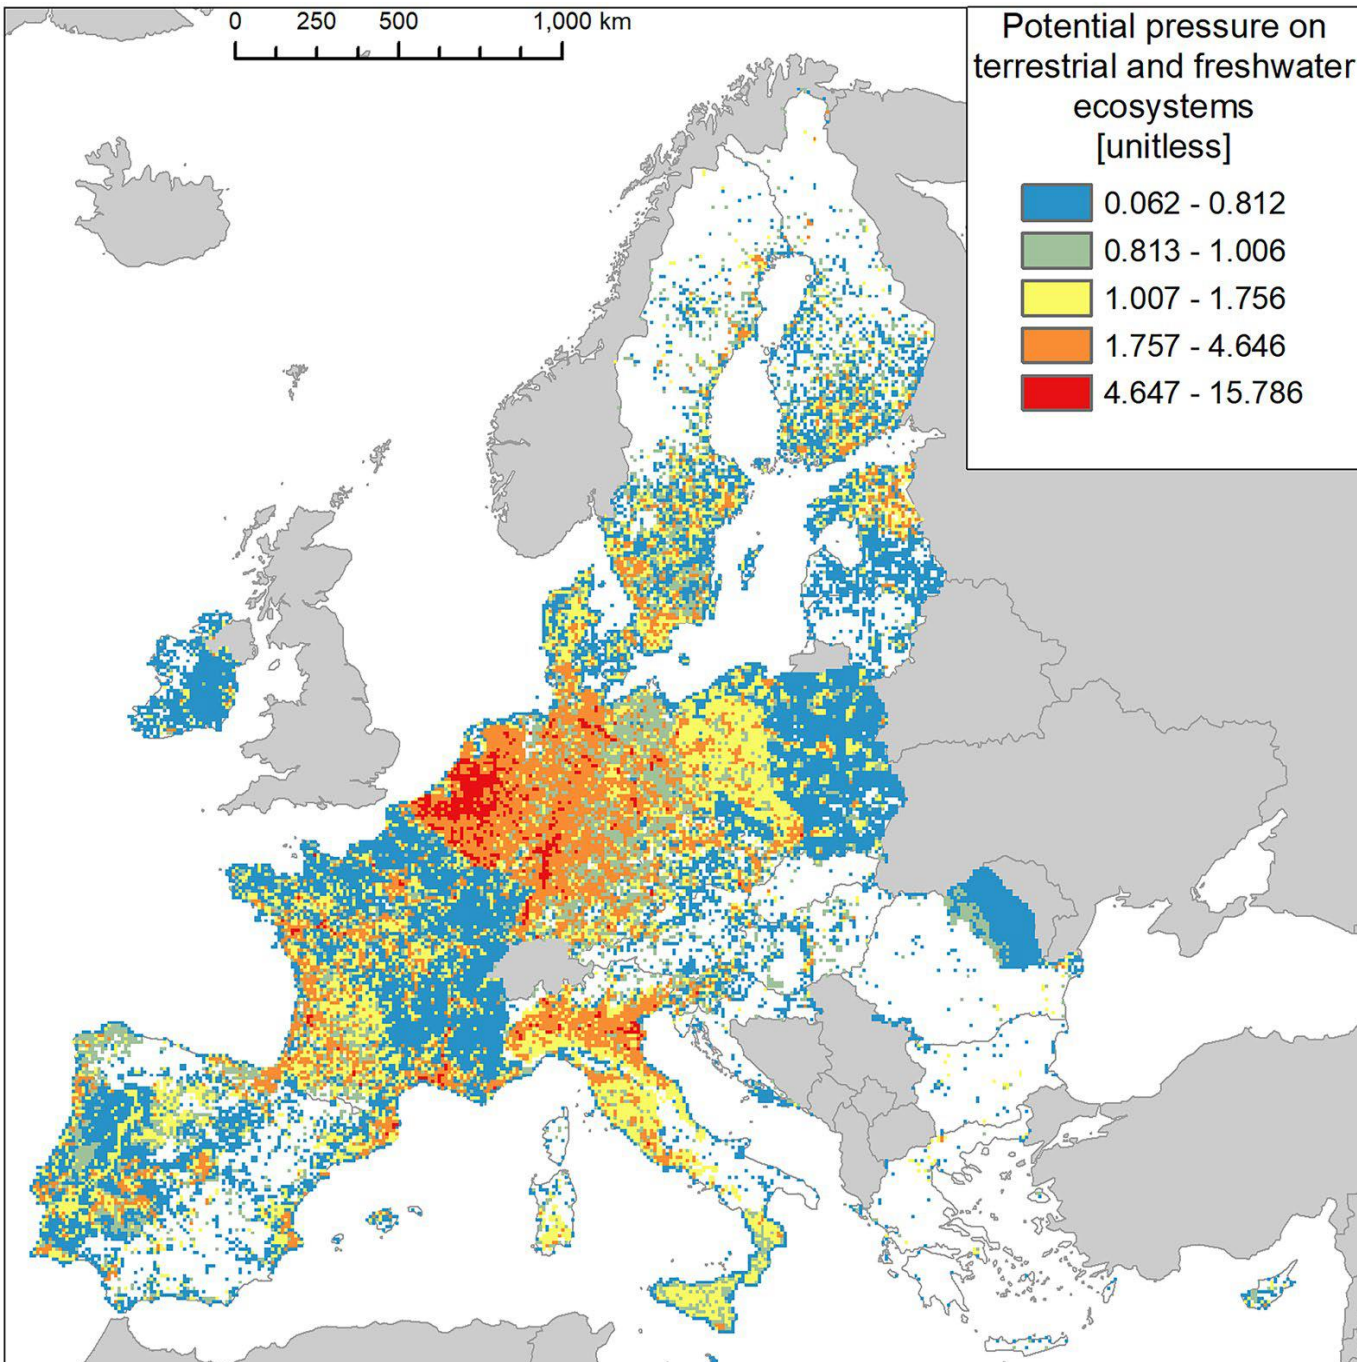 0 250 500 1,000 km
Potential pressure on
terrestrial and freshwater
ecosystems
[unitless]
0.062 - 0.812
0.813 - 1.006
1.007 - 1.756
1.757 - 4.646
4.647 - 15.786